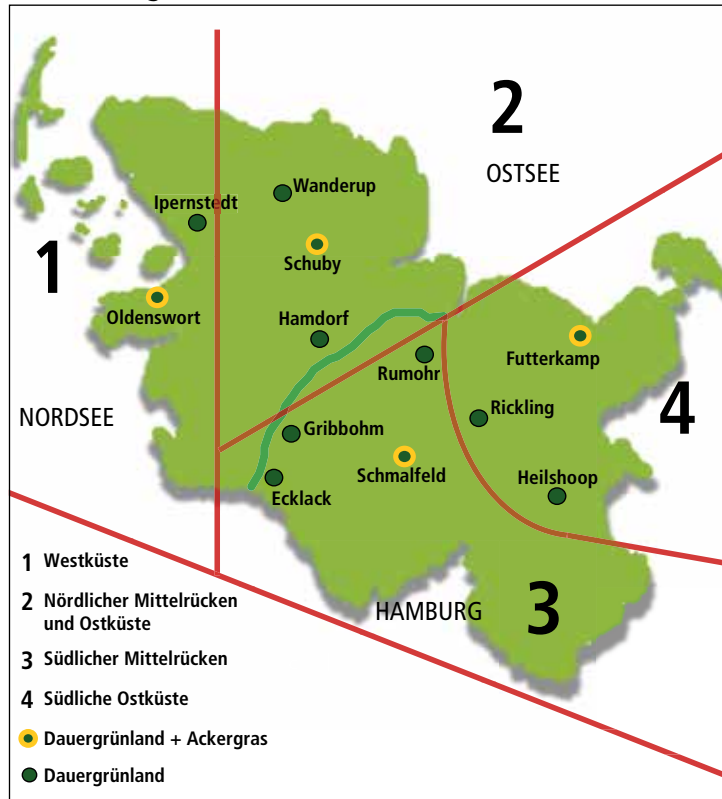 2
OSTSEE
Wanderup
Ipernstedt
Schuby
1
Oldenswort
Hamdorf
Rumohr
Futterkamp
4
NORDSEE
Rickling
Gribbohm
Schmalfeld
Heilshoop
Ecklack
HAMBURG
3
1 Westküste
2 Nördlicher Mittelrücken
und Ostküste
3 Südlicher Mittelrücken
4 Südliche Ostküste
Dauergrünland + Ackergras
Dauergrünland